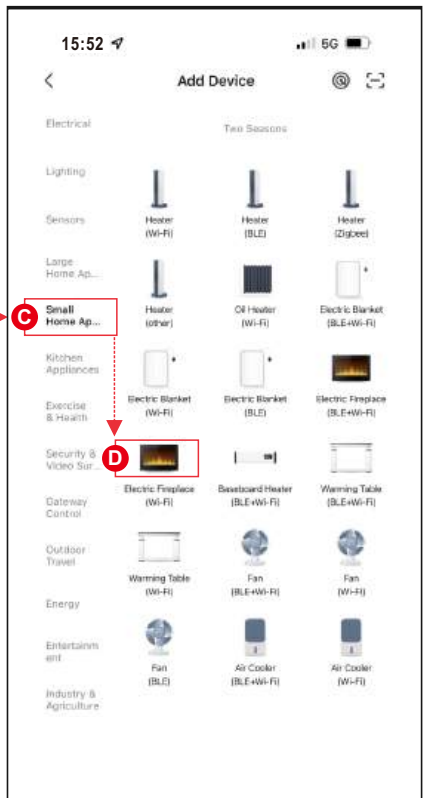 15:52
5G
Add Device
Electrical
Lighting
Sensors
Large
Home Ap...
C
Small
Home Ap...
Kitchen
Appliances
Exercise
& Health
Security &
Video Sur...
Gateway
Control
Outdoor
Travel
Energy
Entertainm
ent
Industry &
Agriculture
Two Seasons
Heater
(Wi-Fi)
Heater
(BLE)
Heater
(Zigbee)
Heater
(other)
Oil Heater
(Wi-Fi)
Electric Blanket
(BLE+Wi-Fi)
Electric Blanket
(Wi-Fi)
Electric Blanket
(BLE)
Electric Fireplace
(BLE+Wi-Fi)
D
Electric Fireplace
(Wi-Fi)
Baseboard Heater
(BLE+Wi-Fi)
Warming Table
(BLE+Wi-Fi)
Warming Table
(Wi-Fi)
Fan
(BLE+Wi-Fi)
Fan
(Wi-Fi)
Fan
(BLE)
Air Cooler
(BLE+Wi-Fi)
Air Cooler
(Wi-Fi)